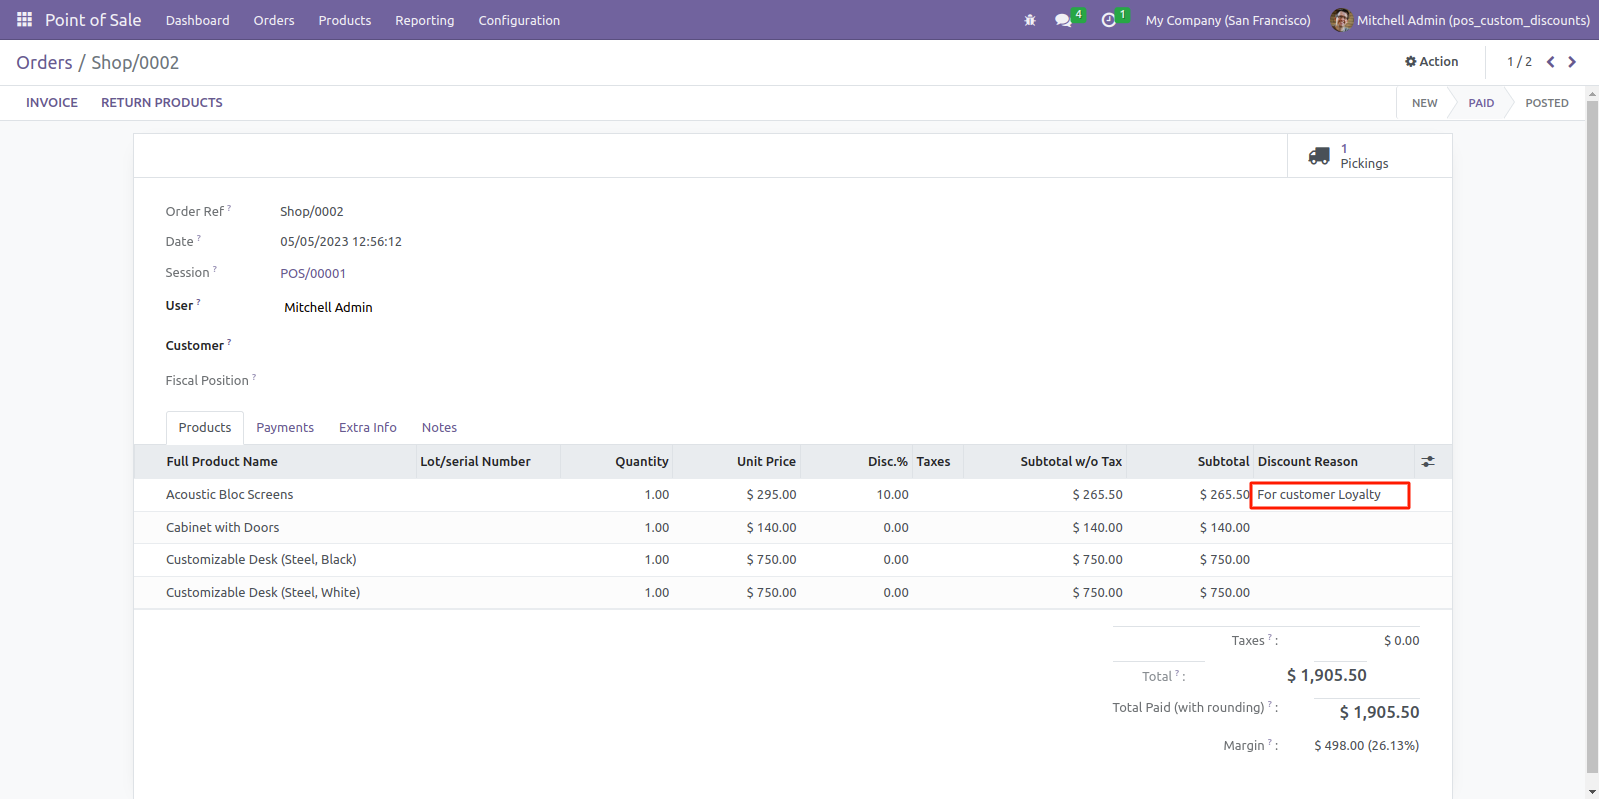 Point of Sale Dashboard Orders Products Reporting Configuration 4 1 My Company (San Francisco) Mitchell Admin (pos_custom_discounts)
Orders / Shop/0002 Action 1 / 2
INVOICE RETURN PRODUCTS NEW PAID POSTED
1
Pickings
Order Ref ? Shop/0002
Date ? 05/05/2023 12:56:12
Session ? POS/00001
User ? Mitchell Admin
Customer ?
Fiscal Position ?
Products Payments Extra Info Notes
Full Product Name Lot/serial Number Quantity Unit Price Disc.% Taxes Subtotal w/o Tax Subtotal Discount Reason
Acoustic Bloc Screens 1.00 $ 295.00 10.00 $ 265.50 $ 265.50 For customer Loyalty
Cabinet with Doors 1.00 $ 140.00 0.00 $ 140.00 $ 140.00
Customizable Desk (Steel, Black) 1.00 $ 750.00 0.00 $ 750.00 $ 750.00
Customizable Desk (Steel, White) 1.00 $ 750.00 0.00 $ 750.00 $ 750.00
Taxes ? : $ 0.00
Total ? : $ 1,905.50
Total Paid (with rounding) ? : $ 1,905.50
Margin ? : $ 498.00 (26.13%)